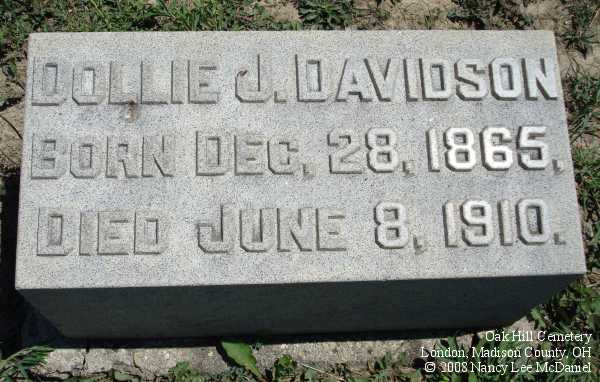 DOLLIE J. DAVIDSON
BORN DEC. 28, 1865.
DIED JUNE 8, 1910.
Oak Hill Cemetery
London, Madison County, OH
© 2008 Nancy Lee McDaniel